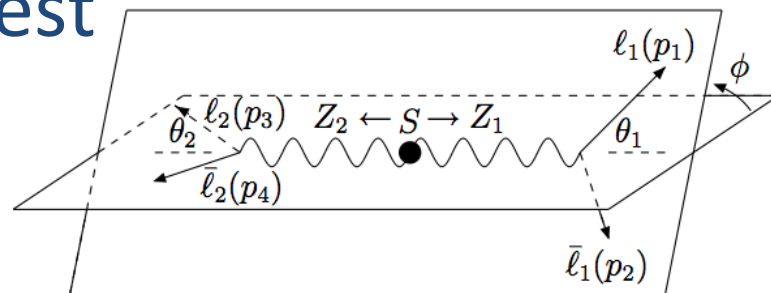 est
ℓ₁(p₁)
ϕ
ℓ₂(p₃) Z₂ ← S → Z₁
θ₂ θ₁
ℓ̄₂(p₄)
ℓ̄₁(p₂)